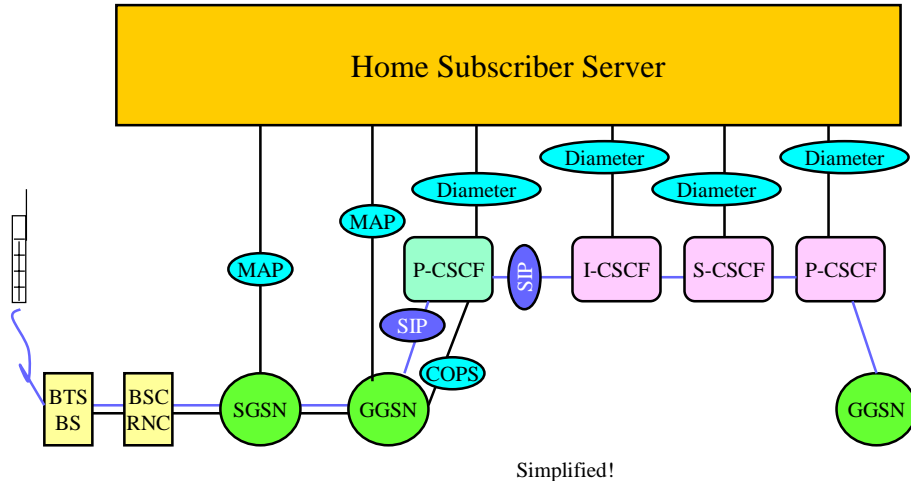 Home Subscriber Server
Diameter
Diameter
Diameter
Diameter
MAP
MAP
P-CSCF
SIP
I-CSCF
S-CSCF
P-CSCF
SIP
COPS
BTS
BS
BSC
RNC
SGSN
GGSN
GGSN
Simplified!